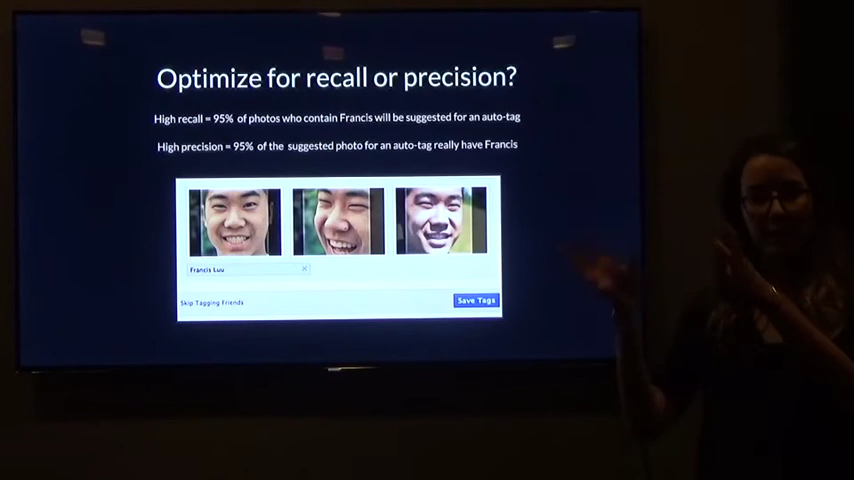 Optimize for recall or precision?
High recall = 95% of photos who contain Francis will be suggested for an auto-tag
High precision = 95% of the suggested photo for an auto-tag really have Francis
Francis Luu
Skip Tagging Friends
Save Tags